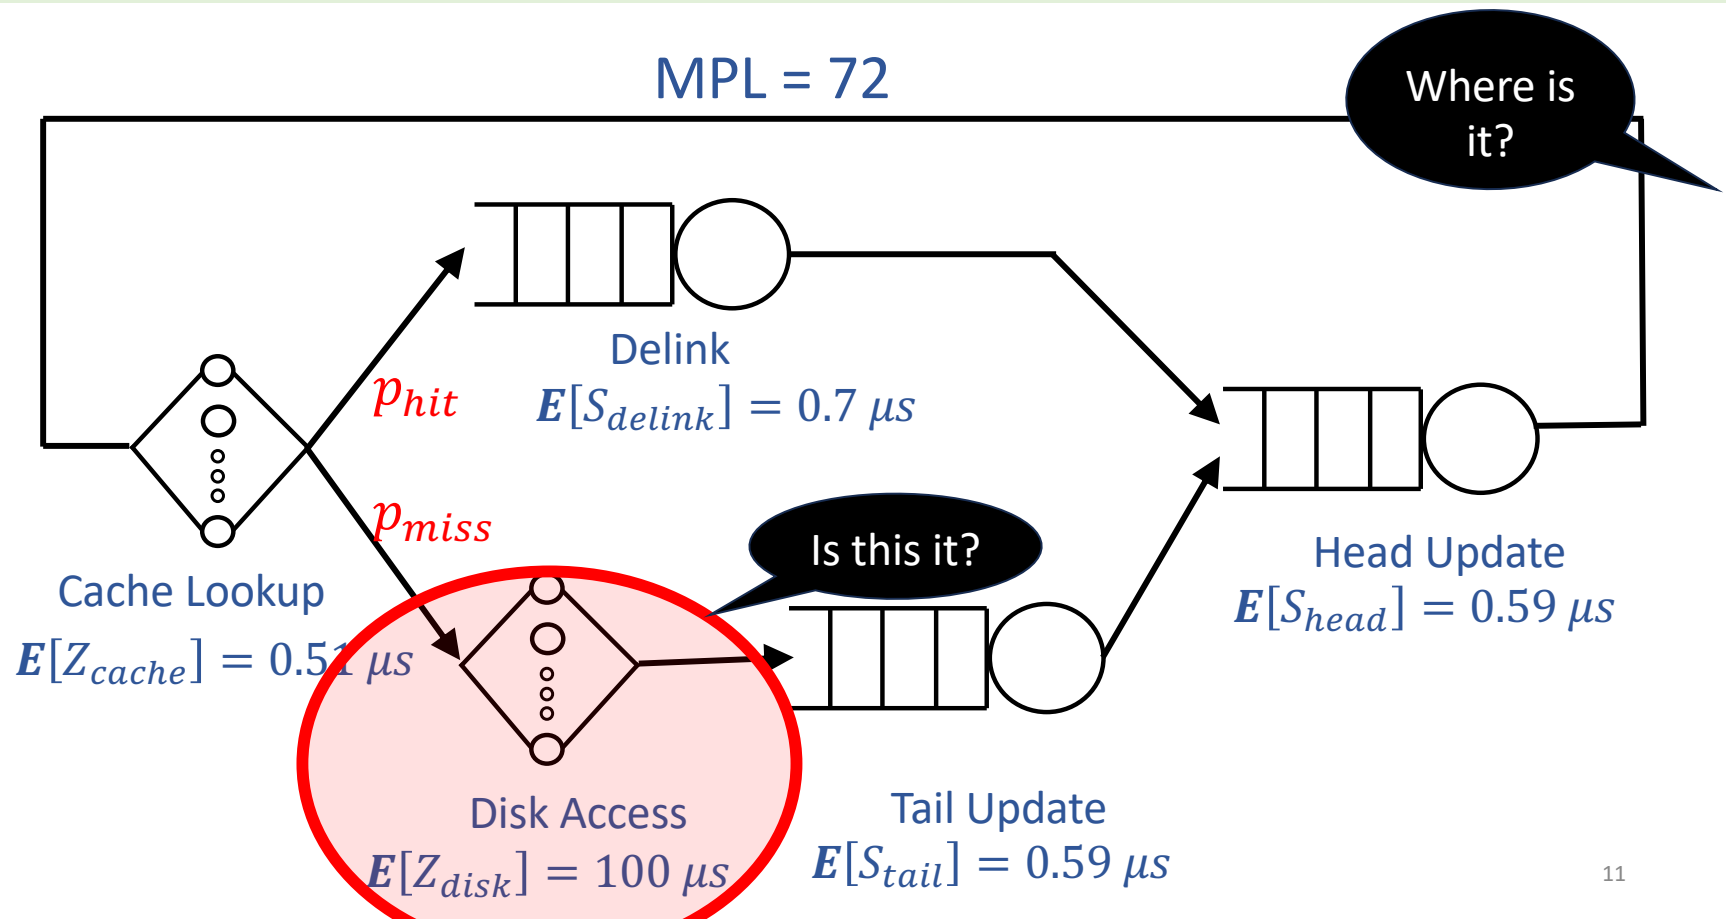 MPL = 72
Where is
it?
Delink
E[S_delink] = 0.7 μs
p_hit
p_miss
Is this it?
Cache Lookup
E[Z_cache] = 0.51 μs
Head Update
E[S_head] = 0.59 μs
Disk Access
E[Z_disk] = 100 μs
Tail Update
E[S_tail] = 0.59 μs
11